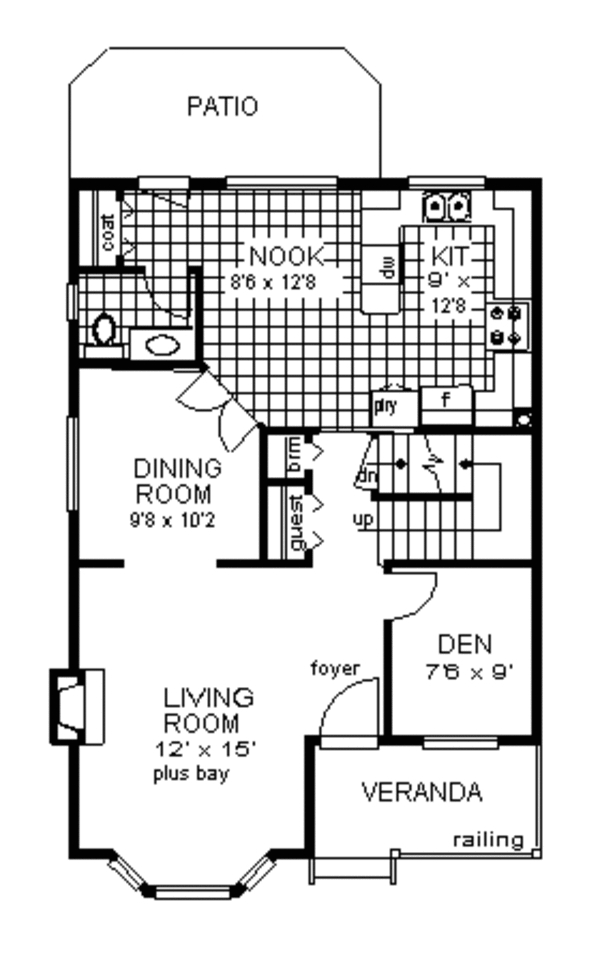 PATIO
coat
NOOK
8'6 x 12'8
dw
KIT
9' x
12'8
ptry
f
DINING
ROOM
9'8 x 10'2
brm
guest
dn
up
DEN
7'6 x 9'
foyer
LIVING
ROOM
12' x 15'
plus bay
VERANDA
railing